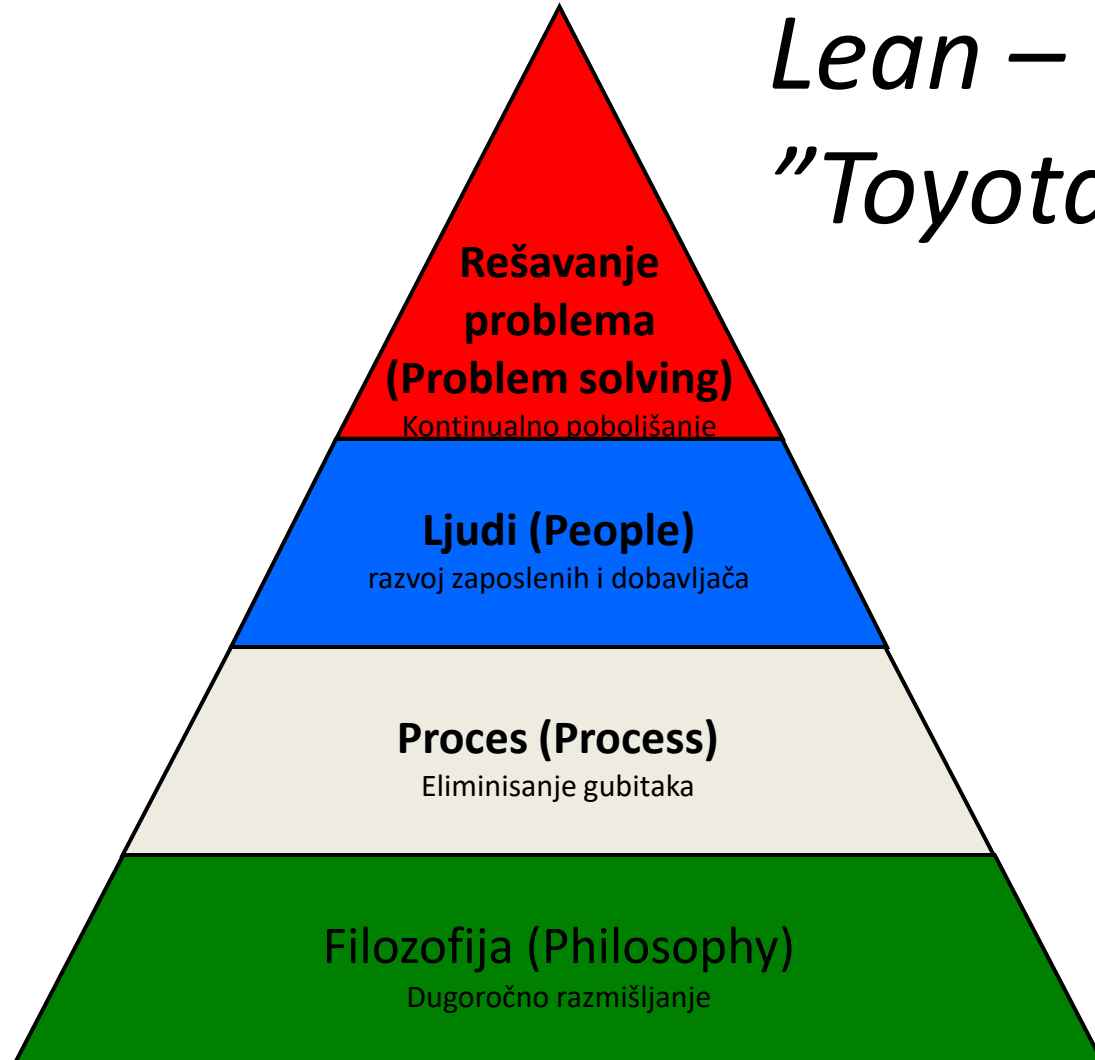 Lean –
”Toyota
Rešavanje
problema
(Problem solving)
Kontinualno poboljšanje
Ljudi (People)
razvoj zaposlenih i dobavljača
Proces (Process)
Eliminisanje gubitaka
Filozofija (Philosophy)
Dugoročno razmišljanje